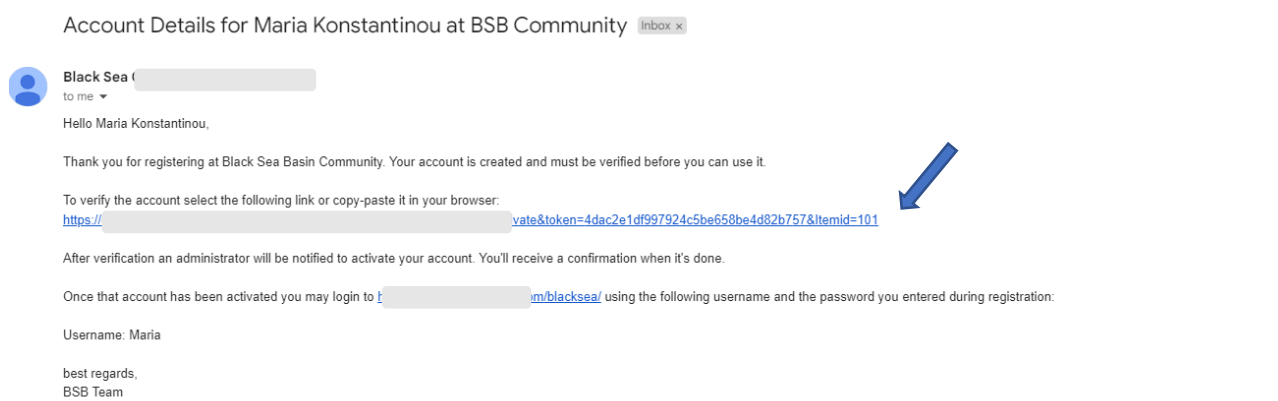 Account Details for Maria Konstantinou at BSB Community Inbox ×
Black Sea
to me
Hello Maria Konstantinou,
Thank you for registering at Black Sea Basin Community. Your account is created and must be verified before you can use it.
To verify the account select the following link or copy-paste it in your browser:
https:// vate&token=4dac2e1df997924c5be658be4d82b757&Itemid=101
After verification an administrator will be notified to activate your account. You'll receive a confirmation when it's done.
Once that account has been activated you may login to h m/blacksea/ using the following username and the password you entered during registration:
Username: Maria
best regards,
BSB Team